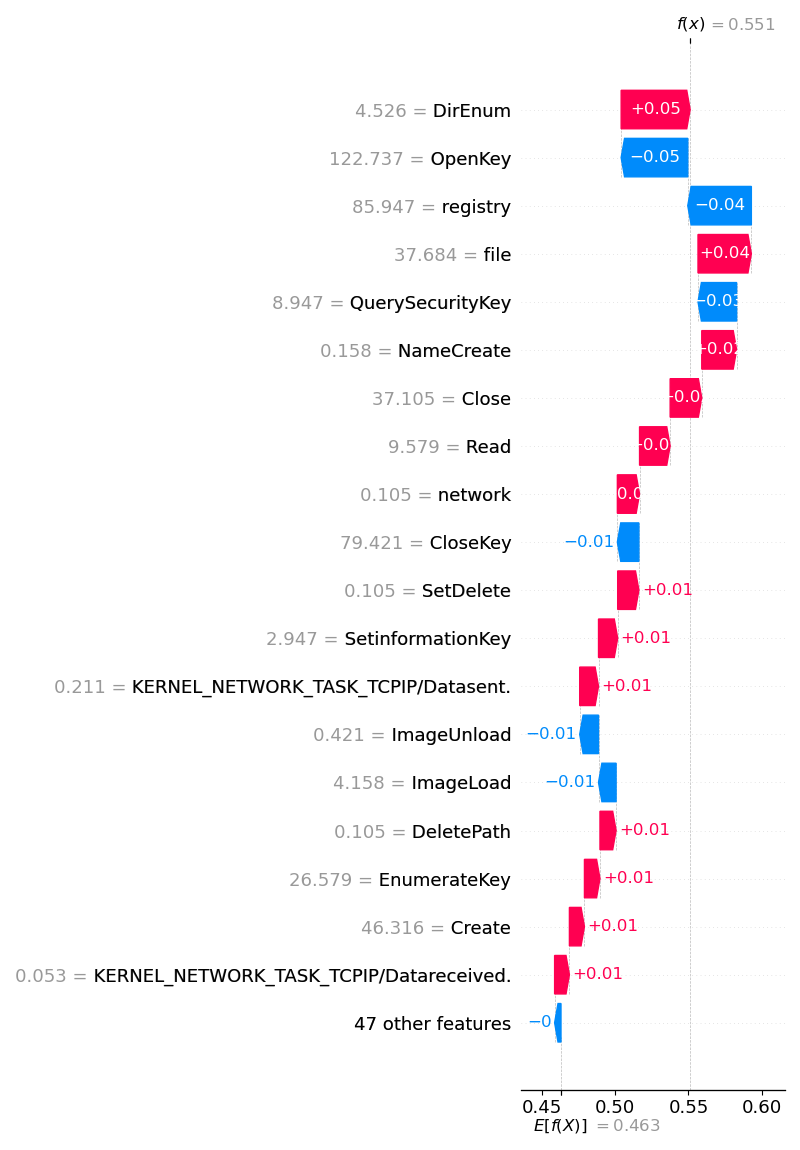 f(x) = 0.551
4.526 = DirEnum
+0.05
122.737 = OpenKey
−0.05
85.947 = registry
−0.04
37.684 = file
+0.04
8.947 = QuerySecurityKey
−0.03
0.158 = NameCreate
+0.02
37.105 = Close
+0.0
9.579 = Read
+0.0
0.105 = network
0.0
79.421 = CloseKey
−0.01
0.105 = SetDelete
+0.01
2.947 = SetinformationKey
+0.01
0.211 = KERNEL_NETWORK_TASK_TCPIP/Datasent.
+0.01
0.421 = ImageUnload
−0.01
4.158 = ImageLoad
−0.01
0.105 = DeletePath
+0.01
26.579 = EnumerateKey
+0.01
46.316 = Create
+0.01
0.053 = KERNEL_NETWORK_TASK_TCPIP/Datareceived.
+0.01
47 other features
−0
0.45 0.50 0.55 0.60
E[f(X)] = 0.463